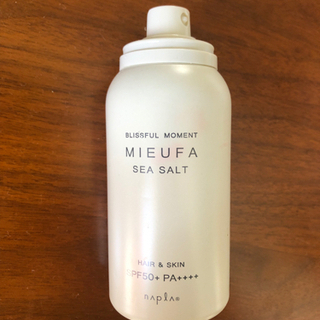 BLISSFUL MOMENT
MIEUFA
SEA SALT
HAIR & SKIN
SPF50+ PA++++
napla